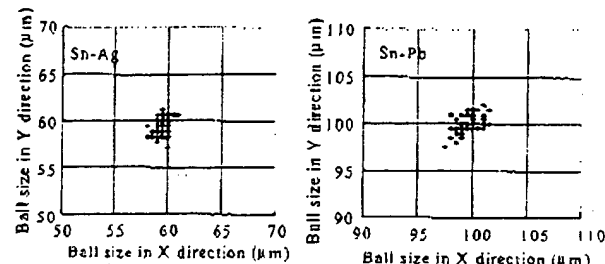 Ball size in Y direction (μm)
70
65
60
55
50
Sn-Ag
50 55 60 65 70
Ball size in X direction (μm)
Ball size in Y direction (μm)
110
105
100
95
90
Sn-Pb
90 95 100 105 110
Ball size in X direction (μm)